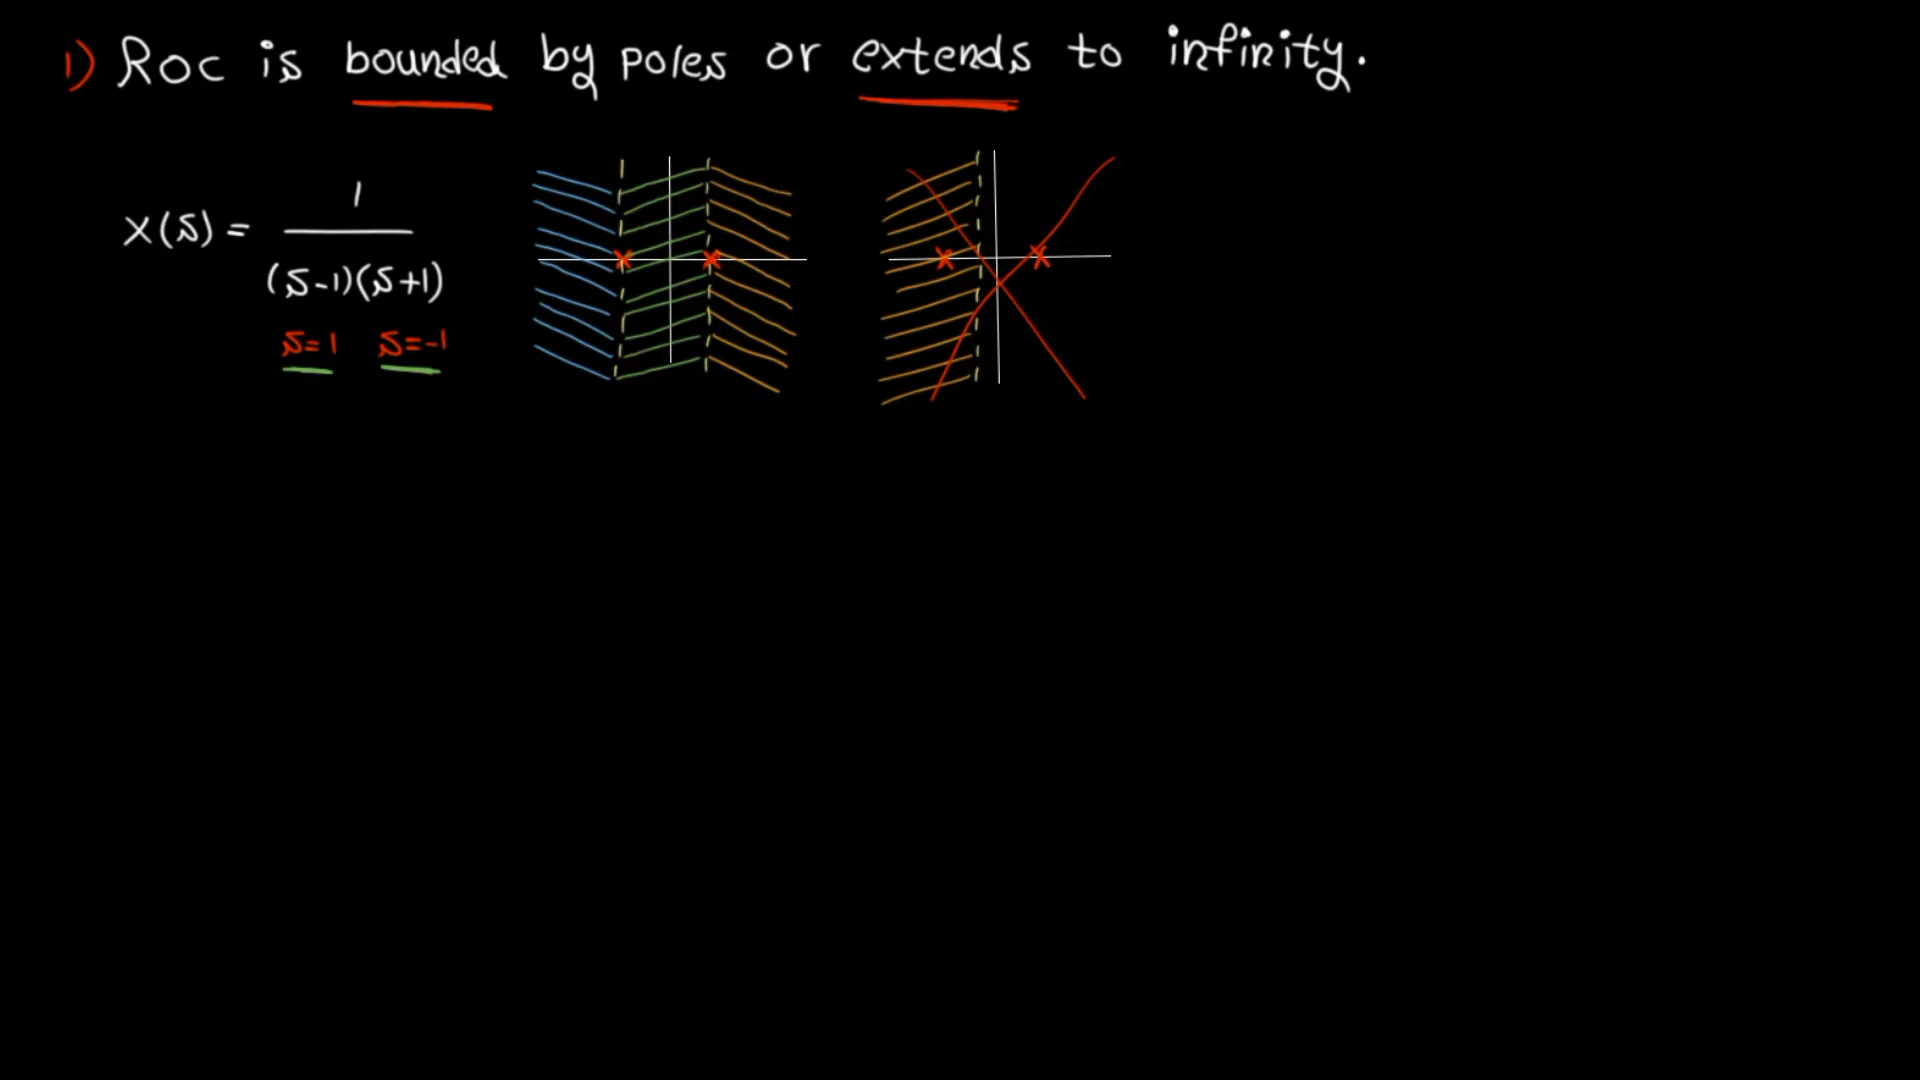 1) Roc is bounded by poles or extends to infinity.
X(s) = 1
(s-1)(s+1)
s=1 s=-1